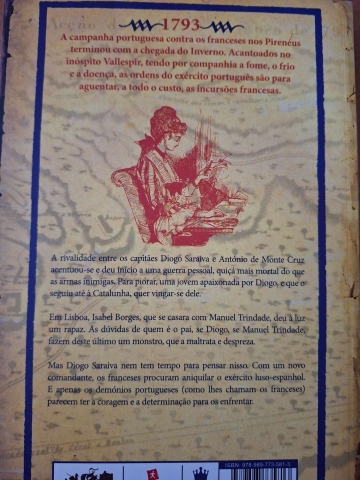 1793
A campanha portuguesa contra os franceses nos Pirenéus
terminou com a chegada do Inverno. Acantoados no
inóspito Vallespir, tendo por companhia a fome, o frio
e a doença, as ordens do exército português são para
aguentar, a todo o custo, as incursões francesas.
A rivalidade entre os capitães Diogo Saraiva e António de Monte Cruz
acentuou-se e deu início a uma guerra pessoal, quiçá mais mortal do que
as armas inimigas. Para piorar, uma jovem apaixonada por Diogo, e que o
seguiu até à Catalunha, quer vingar-se dele.
Em Lisboa, Isabel Borges, que se casara com Manuel Trindade, deu à luz
um rapaz. As dúvidas de quem é o pai, se Diogo, se Manuel Trindade,
fazem deste último um monstro, que a maltrata e despreza.
Mas Diogo Saraiva nem tem tempo para pensar nisso. Com um novo
comandante, os franceses procuram aniquilar o exército luso-espanhol.
E apenas os demónios portugueses (como lhes chamam os franceses)
parecem ter a coragem e a determinação para os enfrentar.